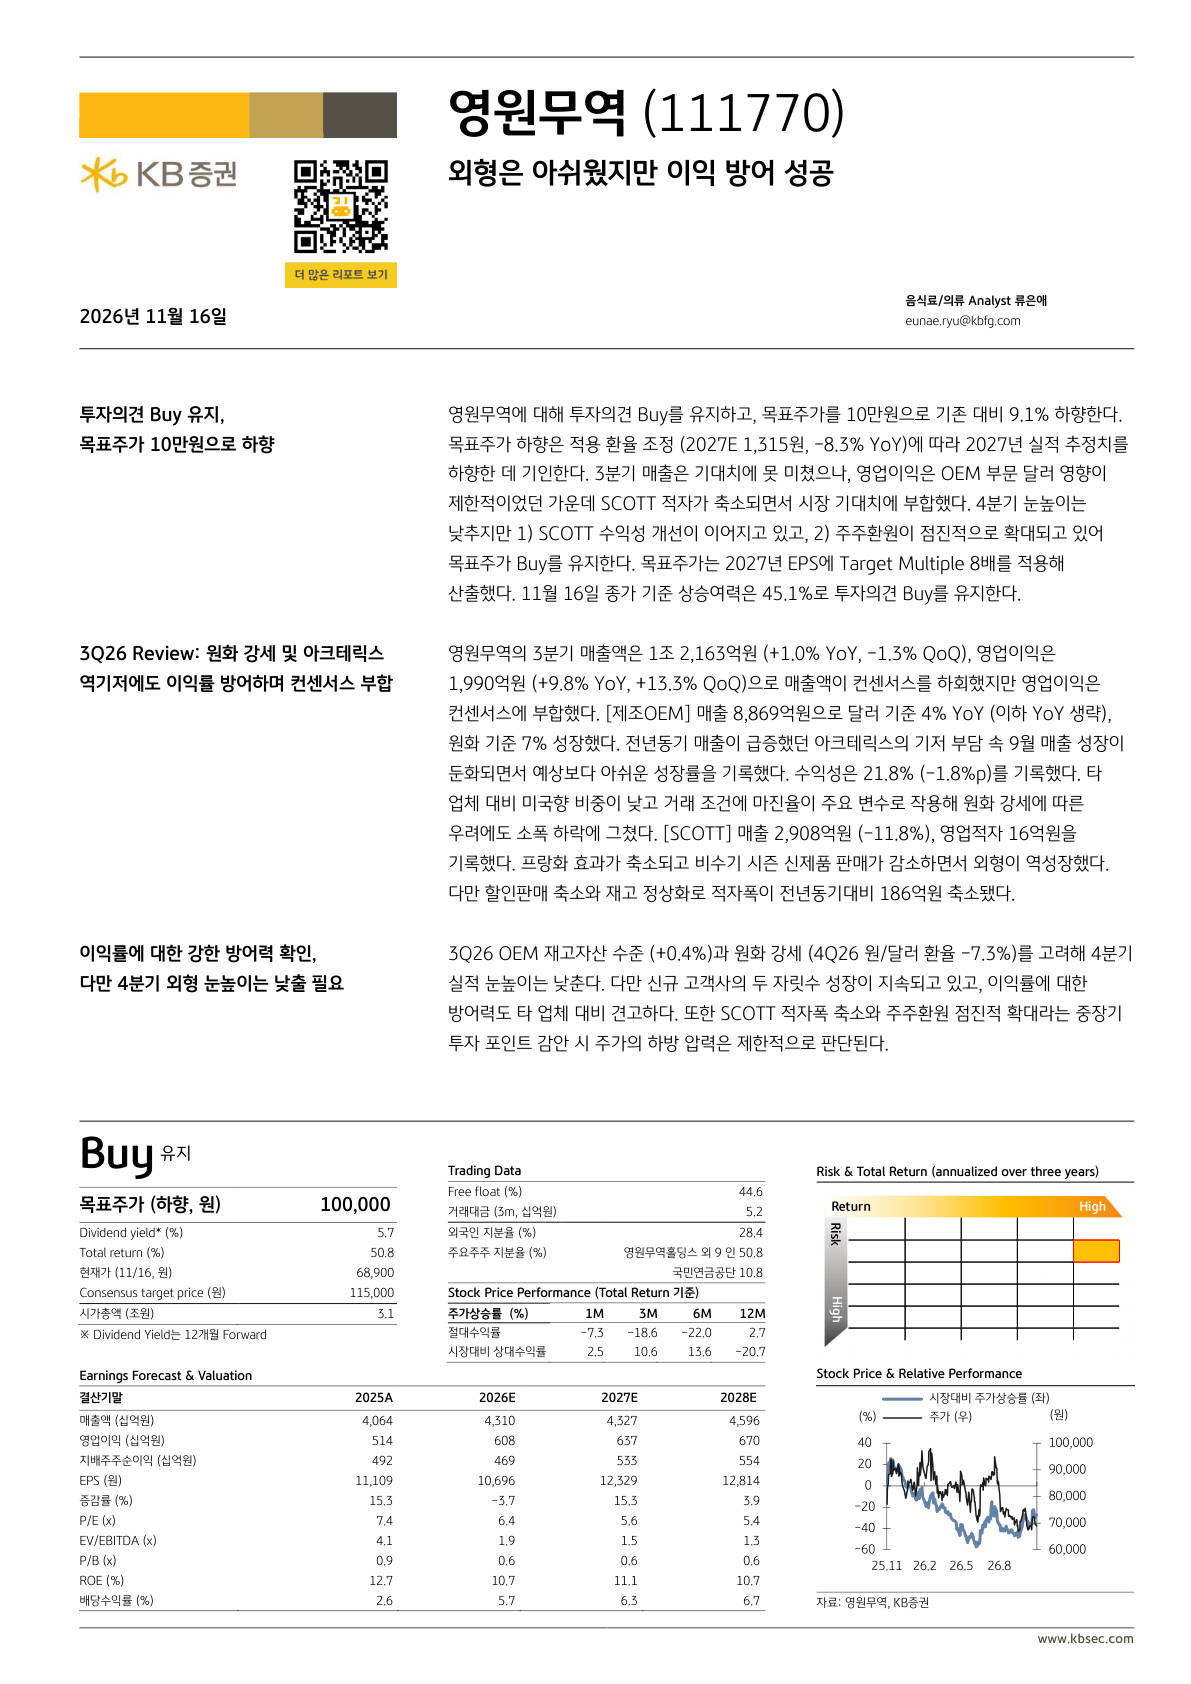 영원무역 (111770)
외형은 아쉬웠지만 이익 방어 성공
KB증권
더 많은 리포트 보기
2026년 11월 16일
음식료/의류 Analyst 류은애
eunae.ryu@kbfg.com
투자의견 Buy 유지,
목표주가 10만원으로 하향
영원무역에 대해 투자의견 Buy를 유지하고, 목표주가를 10만원으로 기존 대비 9.1% 하향한다.
목표주가 하향은 적용 환율 조정 (2027E 1,315원, -8.3% YoY)에 따라 2027년 실적 추정치를
하향한 데 기인한다. 3분기 매출은 기대치에 못 미쳤으나, 영업이익은 OEM 부문 달러 영향이
제한적이었던 가운데 SCOTT 적자가 축소되면서 시장 기대치에 부합했다. 4분기 눈높이는
낮추지만 1) SCOTT 수익성 개선이 이어지고 있고, 2) 주주환원이 점진적으로 확대되고 있어
목표주가 Buy를 유지한다. 목표주가는 2027년 EPS에 Target Multiple 8배를 적용해
산출했다. 11월 16일 종가 기준 상승여력은 45.1%로 투자의견 Buy를 유지한다.
3Q26 Review: 원화 강세 및 아크테릭스
역기저에도 이익률 방어하며 컨센서스 부합
영원무역의 3분기 매출액은 1조 2,163억원 (+1.0% YoY, -1.3% QoQ), 영업이익은
1,990억원 (+9.8% YoY, +13.3% QoQ)으로 매출액이 컨센서스를 하회했지만 영업이익은
컨센서스에 부합했다. [제조OEM] 매출 8,869억원으로 달러 기준 4% YoY (이하 YoY 생략),
원화 기준 7% 성장했다. 전년동기 매출이 급증했던 아크테릭스의 기저 부담 속 9월 매출 성장이
둔화되면서 예상보다 아쉬운 성장률을 기록했다. 수익성은 21.8% (-1.8%p)를 기록했다. 타
업체 대비 미국향 비중이 낮고 거래 조건에 마진율이 주요 변수로 작용해 원화 강세에 따른
우려에도 소폭 하락에 그쳤다. [SCOTT] 매출 2,908억원 (-11.8%), 영업적자 16억원을
기록했다. 프랑화 효과가 축소되고 비수기 시즌 신제품 판매가 감소하면서 외형이 역성장했다.
다만 할인판매 축소와 재고 정상화로 적자폭이 전년동기대비 186억원 축소됐다.
이익률에 대한 강한 방어력 확인,
다만 4분기 외형 눈높이는 낮출 필요
3Q26 OEM 재고자산 수준 (+0.4%)과 원화 강세 (4Q26 원/달러 환율 -7.3%)를 고려해 4분기
실적 눈높이는 낮춘다. 다만 신규 고객사의 두 자릿수 성장이 지속되고 있고, 이익률에 대한
방어력도 타 업체 대비 견고하다. 또한 SCOTT 적자폭 축소와 주주환원 점진적 확대라는 중장기
투자 포인트 감안 시 주가의 하방 압력은 제한적으로 판단된다.
Buy 유지
목표주가 (하향, 원) 100,000
Dividend yield* (%) 5.7
Total return (%) 50.8
현재가 (11/16, 원) 68,900
Consensus target price (원) 115,000
시가총액 (조원) 3.1
※ Dividend Yield는 12개월 Forward
Trading Data
Free float (%) 44.6
거래대금 (3m, 십억원) 5.2
외국인 지분율 (%) 28.4
주요주주 지분율 (%) 영원무역홀딩스 외 9 인 50.8
국민연금공단 10.8
Stock Price Performance (Total Return 기준)
주가상승률 (%) 1M 3M 6M 12M
절대수익률 -7.3 -18.6 -22.0 2.7
시장대비 상대수익률 2.5 10.6 13.6 -20.7
Risk & Total Return (annualized over three years)
Return High
Risk
High
Earnings Forecast & Valuation
결산기말 2025A 2026E 2027E 2028E
매출액 (십억원) 4,064 4,310 4,327 4,596
영업이익 (십억원) 514 608 637 670
지배주주순이익 (십억원) 492 469 533 554
EPS (원) 11,109 10,696 12,329 12,814
증감률 (%) 15.3 -3.7 15.3 3.9
P/E (x) 7.4 6.4 5.6 5.4
EV/EBITDA (x) 4.1 1.9 1.5 1.3
P/B (x) 0.9 0.6 0.6 0.6
ROE (%) 12.7 10.7 11.1 10.7
배당수익률 (%) 2.6 5.7 6.3 6.7
Stock Price & Relative Performance
시장대비 주가상승률 (좌)
(%) 주가 (우) (원)
40 100,000
20 90,000
0
-20 80,000
-40 70,000
-60 60,000
25.11 26.2 26.5 26.8
자료: 영원무역, KB증권
www.kbsec.com